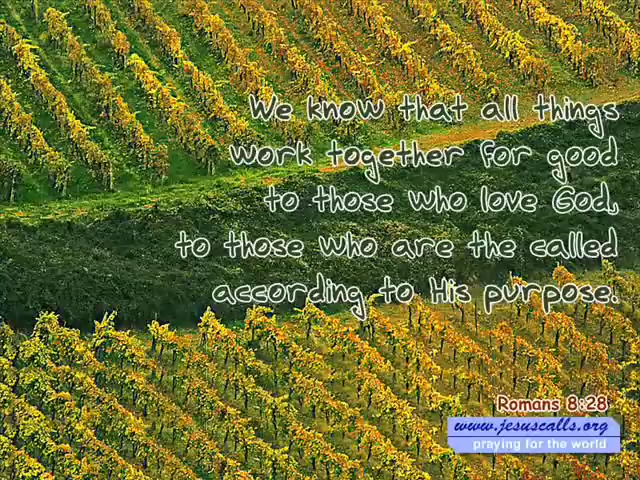 We know that all things
work together for good
to those who love God,
to those who are the called
according to His purpose.
Romans 8:28
www.jesuscalls.org
praying for the world